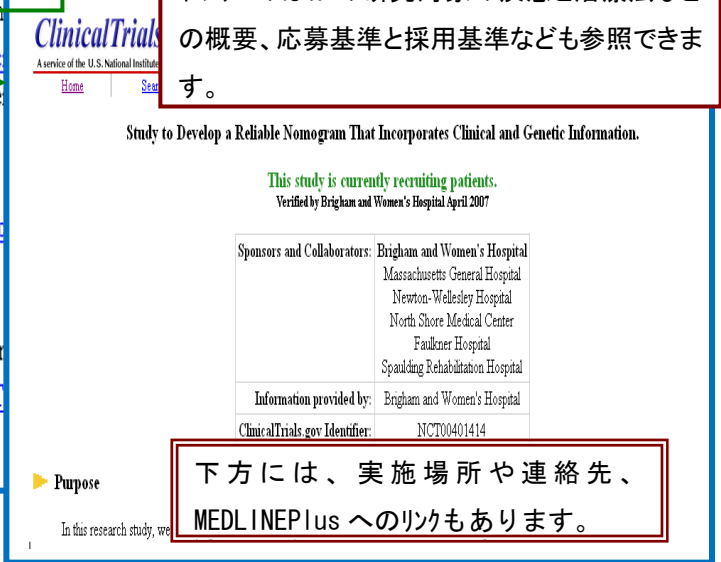 の概要、応募基準と採用基準なども参照できま
す。
ClinicalTrials
A service of the U.S. National Institute
Home
Study to Develop a Reliable Nomogram That Incorporates Clinical and Genetic Information.
This study is currently recruiting patients.
Verified by Brigham and Women's Hospital April 2007
Sponsors and Collaborators: Brigham and Women's Hospital
Massachusetts General Hospital
Newton-Wellesley Hospital
North Shore Medical Center
Faulkner Hospital
Spaulding Rehabilitation Hospital
Information provided by: Brigham and Women's Hospital
ClinicalTrials.gov Identifier: NCT00401414
下方には、実施場所や連絡先、
MEDLINEPlus へのリンクもあります。
Purpose
In this research study, we